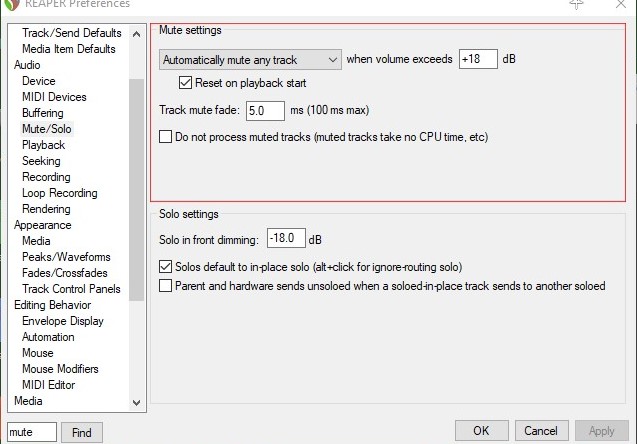 REAPER Preferences
Track/Send Defaults
Media Item Defaults
Audio
Device
MIDI Devices
Buffering
Mute/Solo
Playback
Seeking
Recording
Loop Recording
Rendering
Appearance
Media
Peaks/Waveforms
Fades/Crossfades
Track Control Panels
Editing Behavior
Envelope Display
Automation
Mouse
Mouse Modifiers
MIDI Editor
Media
mute Find
Mute settings
Automatically mute any track when volume exceeds +18 dB
Reset on playback start
Track mute fade: 5.0 ms (100 ms max)
Do not process muted tracks (muted tracks take no CPU time, etc)
Solo settings
Solo in front dimming: -18.0 dB
Solos default to in-place solo (alt+click for ignore-routing solo)
Parent and hardware sends unsoloed when a soloed-in-place track sends to another soloed
OK Cancel Apply